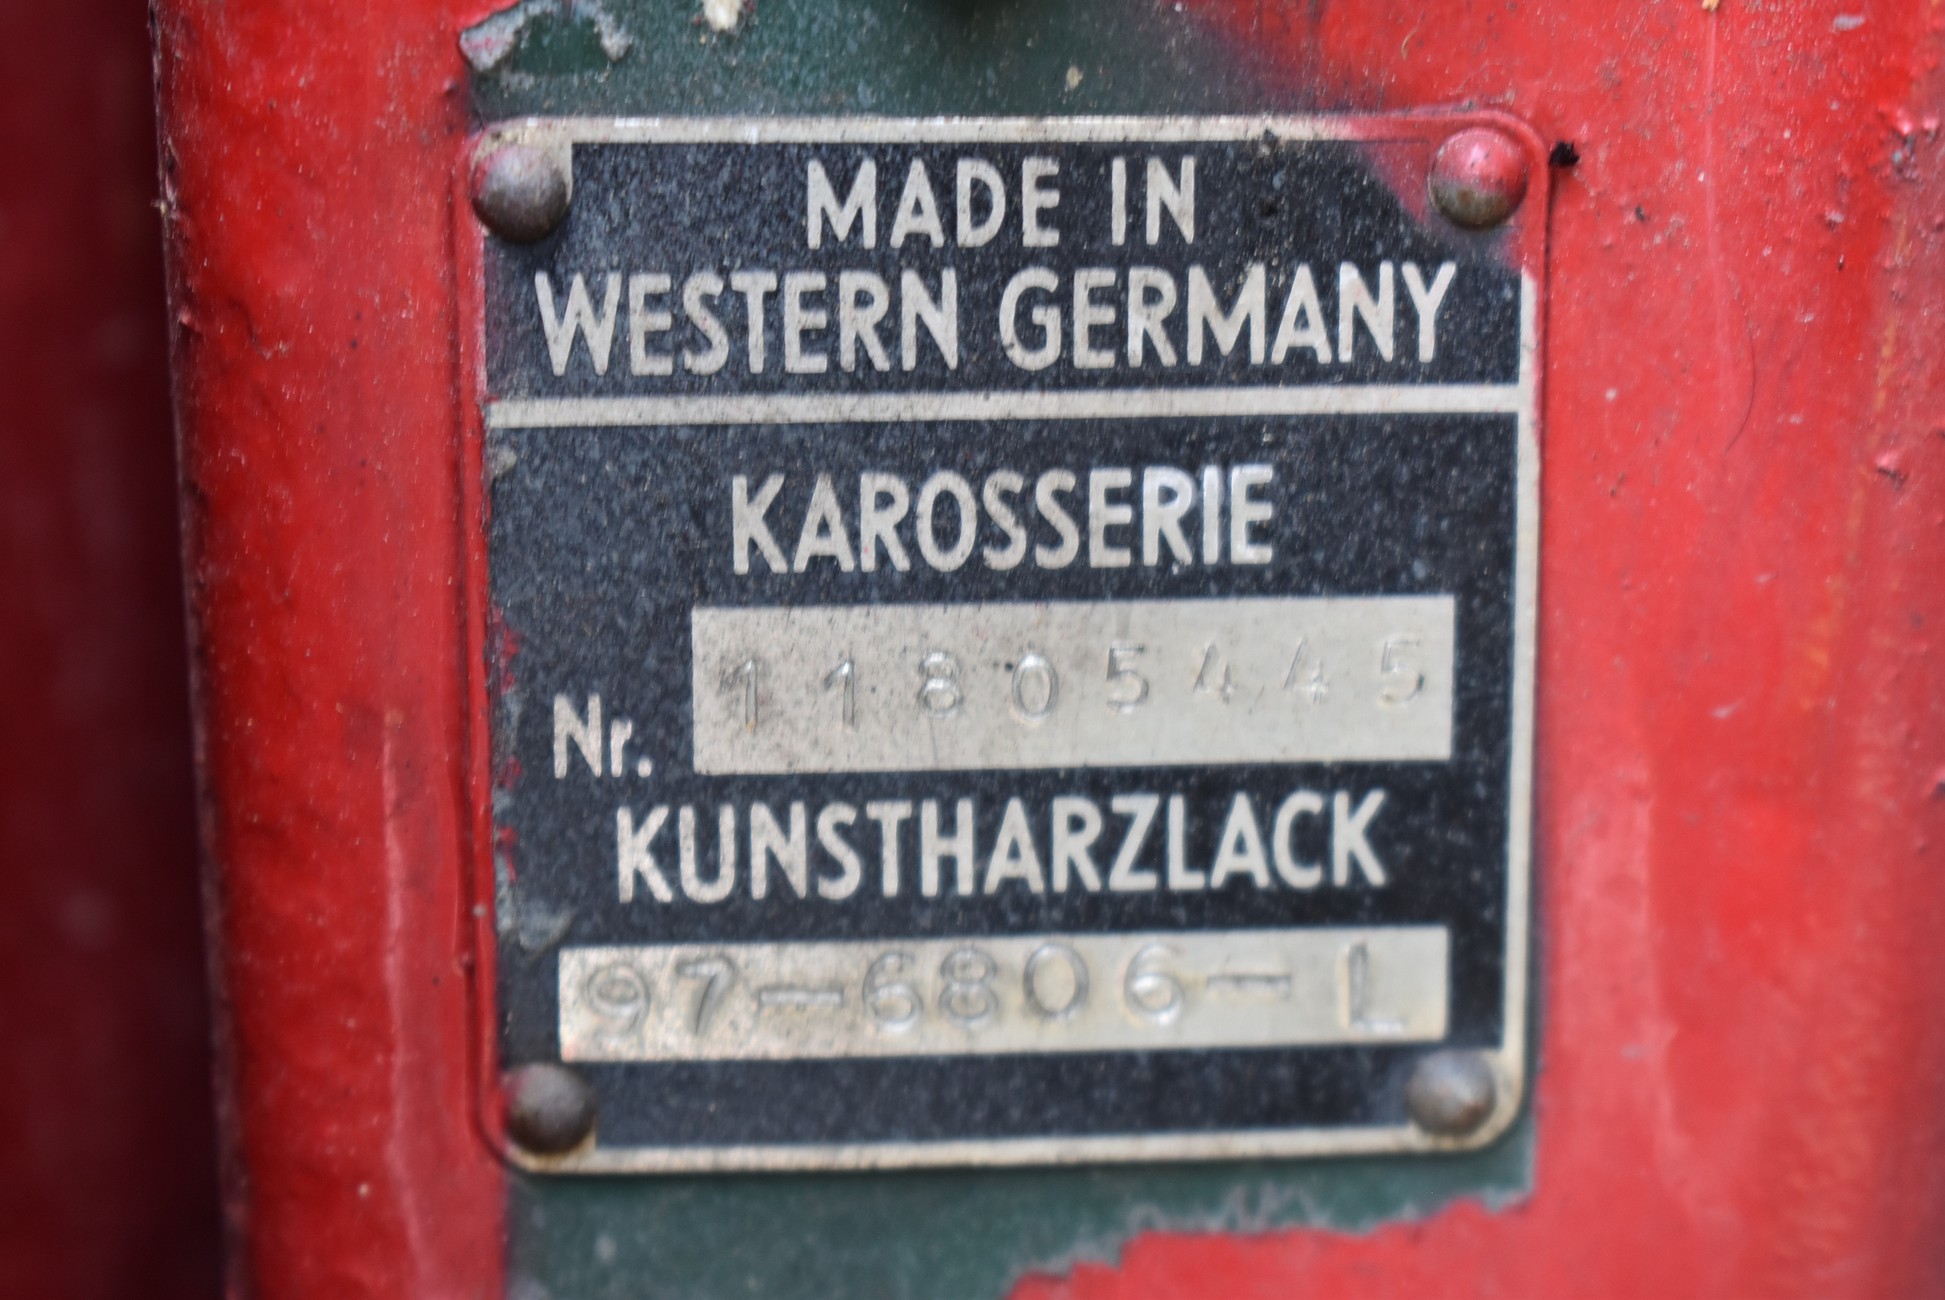 MADE IN
WESTERN GERMANY
KAROSSERIE
Nr. 11805445
KUNSTHARZLACK
97-6806-L